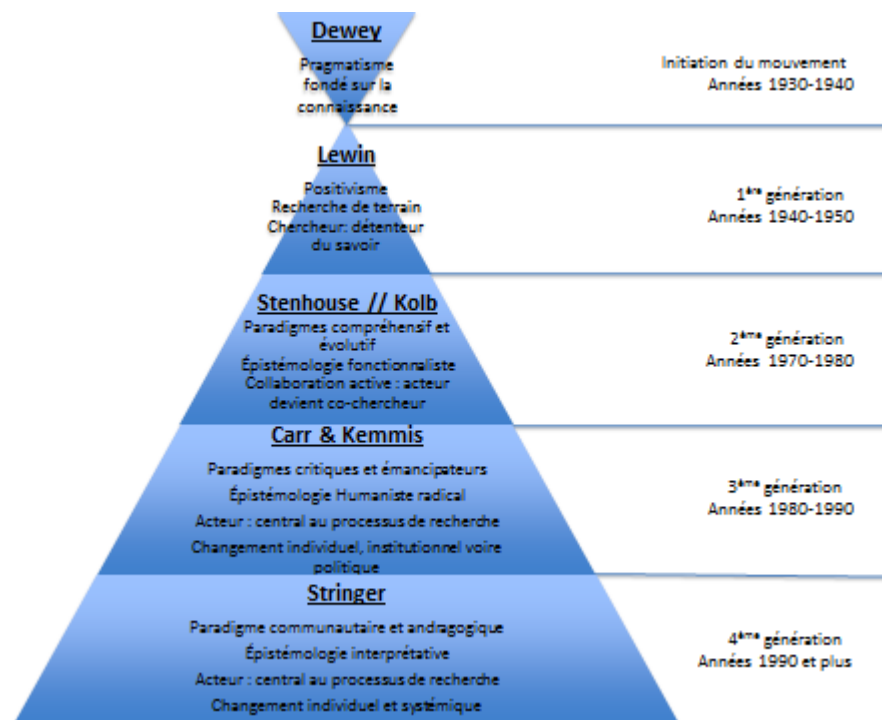 Dewey
Pragmatisme
fondé sur la
connaissance
Initiation du mouvement
Années 1930-1940
Lewin
Positivisme
Recherche de terrain
Chercheur: détenteur
du savoir
1ère génération
Années 1940-1950
Stenhouse // Kolb
Paradigmes compréhensif et
évolutif
Épistémologie fonctionnaliste
Collaboration active : acteur
devient co-chercheur
2ème génération
Années 1970-1980
Carr & Kemmis
Paradigmes critiques et émancipateurs
Épistémologie Humaniste radical
Acteur : central au processus de recherche
Changement individuel, institutionnel voire
politique
3ème génération
Années 1980-1990
Stringer
Paradigme communautaire et andragogique
Épistémologie interprétative
Acteur : central au processus de recherche
Changement individuel et systémique
4ème génération
Années 1990 et plus